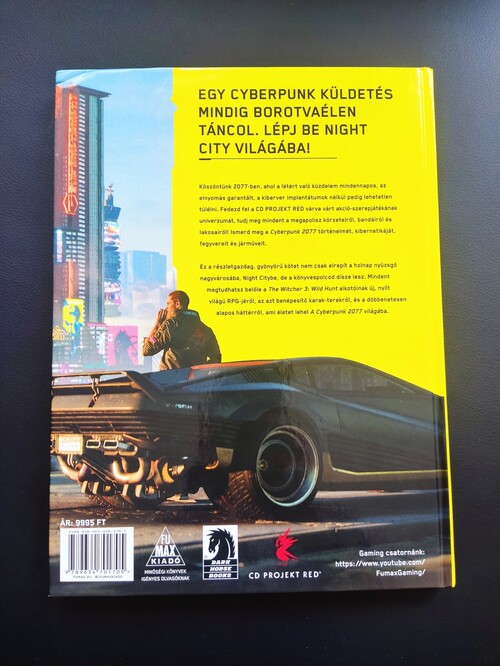 EGY CYBERPUNK KÜLDETÉS
MINDIG BOROTVAÉLEN
TÁNCOL. LÉPJ BE NIGHT
CITY VILÁGÁBA!
Köszöntünk 2077-ben, ahol a létért való küzdelem mindennapos, az
elnyomás garantált, a kiberver implantátumok nélkül pedig lehetetlen
túlélni. Fedezd fel a CD PROJEKT RED várva várt akció-szerepjátékának
univerzumát, tudj meg mindent a megapolisz körzeteiről, bandáiról és
lakosairól! Ismerd meg a Cyberpunk 2077 történelmét, kibernetikáját,
fegyvereit és járműveit.
Ez a részletgazdag, gyönyörű kötet nem csak elrepít a holnap nyüzsgő
nagyvárosába, Night Citybe, de a könyvespolcod dísze lesz. Mindent
megtudhatsz belőle a The Witcher 3: Wild Hunt alkotóinak új, nyílt
világú RPG-jéről, az azt benépesítő karak-terekről, és a döbbenetesen
alapos háttérről, ami életet lehel A Cyberpunk 2077 világába.
ÁR: 9995 FT
9789634701705
FUMAX.HU
FU
MAX
KIADÓ
MINŐSÉGI KÖNYVEK
IGÉNYES OLVASÓKNAK
DARK
HORSE
BOOKS
CD PROJEKT RED®
Gaming csatornánk:
https://www.youtube.com/
FumaxGaming/